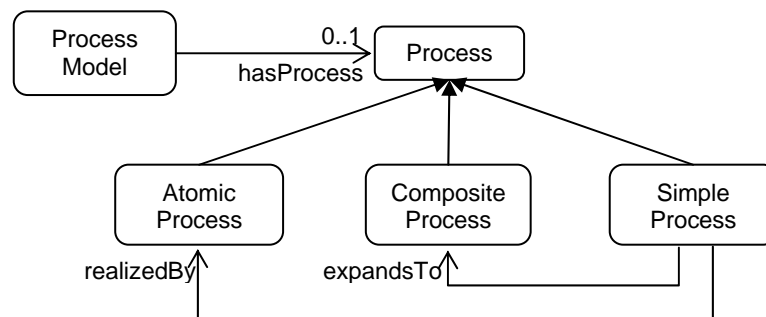 Process
Model
0..1
hasProcess
Process
Atomic
Process
Composite
Process
Simple
Process
realizedBy
expandsTo